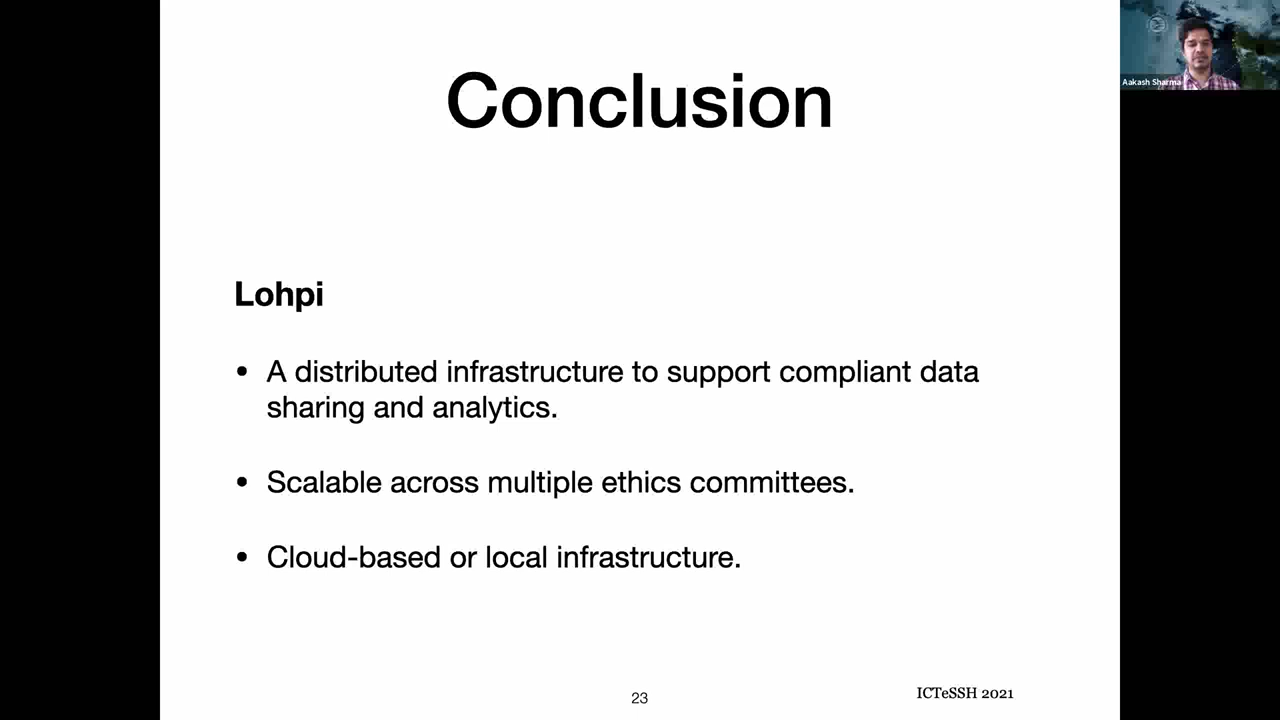 Conclusion
Aakash Sharma
Lohpi
• A distributed infrastructure to support compliant data
sharing and analytics.
• Scalable across multiple ethics committees.
• Cloud-based or local infrastructure.
23
ICTeSSH 2021